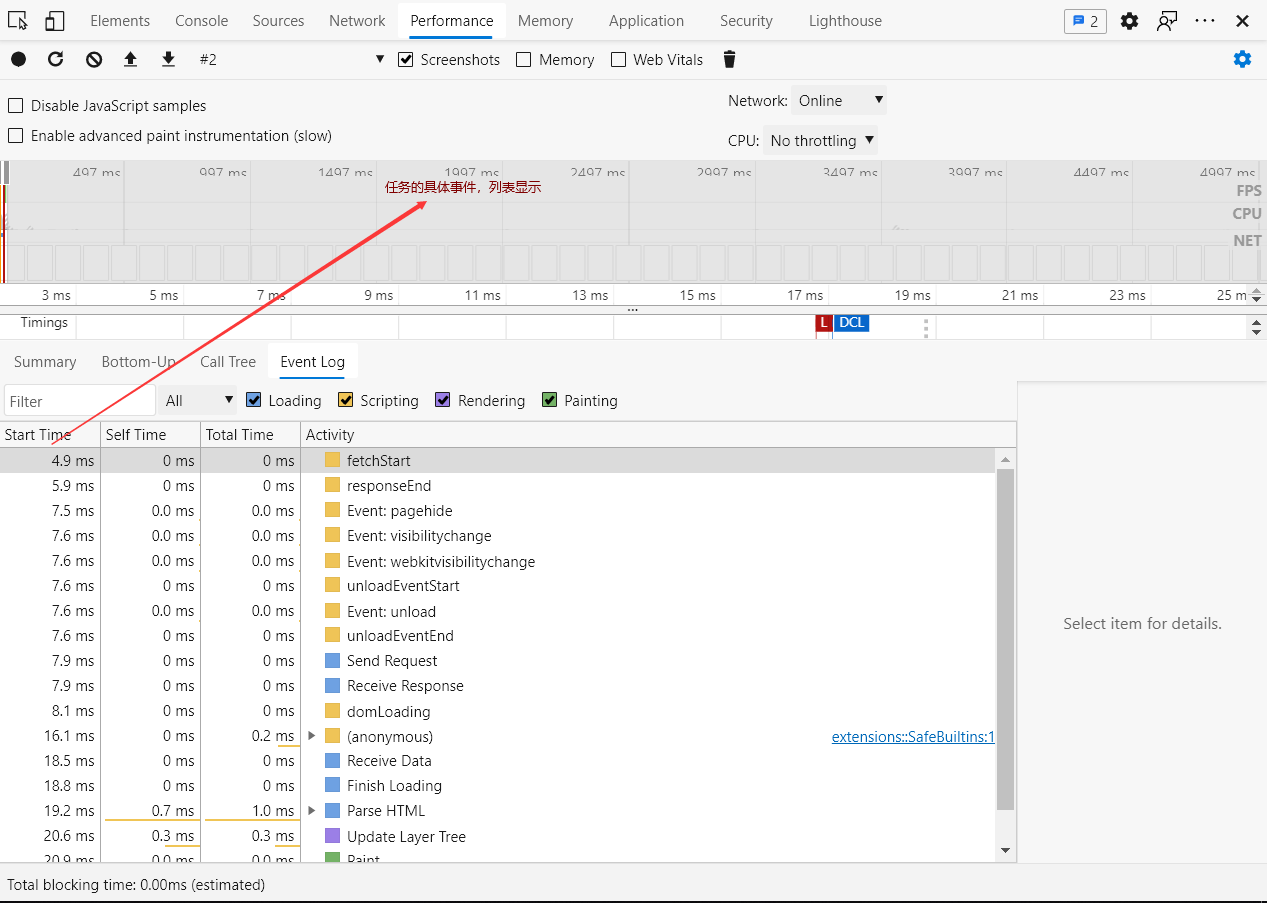 Elements Console Sources Network Performance Memory Application Security Lighthouse 2
#2 Screenshots Memory Web Vitals
Disable JavaScript samples Network: Online
Enable advanced paint instrumentation (slow) CPU: No throttling
497 ms 997 ms 1497 ms 1997 ms 2497 ms 2997 ms 3497 ms 3997 ms 4497 ms 4997 ms
任务的具体事件，列表显示
FPS
CPU
NET
3 ms 5 ms 7 ms 9 ms 11 ms 13 ms 15 ms 17 ms 19 ms 21 ms 23 ms 25 m
Timings L DCL
Summary Bottom-Up Call Tree Event Log
Filter All Loading Scripting Rendering Painting
Start Time Self Time Total Time Activity
4.9 ms 0 ms 0 ms fetchStart
5.9 ms 0 ms 0 ms responseEnd
7.5 ms 0.0 ms 0.0 ms Event: pagehide
7.6 ms 0.0 ms 0.0 ms Event: visibilitychange
7.6 ms 0.0 ms 0.0 ms Event: webkitvisibilitychange
7.6 ms 0 ms 0 ms unloadEventStart
7.6 ms 0.0 ms 0.0 ms Event: unload
7.6 ms 0 ms 0 ms unloadEventEnd
7.9 ms 0 ms 0 ms Send Request
7.9 ms 0 ms 0 ms Receive Response
8.1 ms 0 ms 0 ms domLoading
16.1 ms 0 ms 0.2 ms (anonymous) extensions::SafeBuiltins:1
18.5 ms 0 ms 0 ms Receive Data
18.8 ms 0 ms 0 ms Finish Loading
19.2 ms 0.7 ms 1.0 ms Parse HTML
20.6 ms 0.3 ms 0.3 ms Update Layer Tree
20.9 ms 0.0 ms 0.0 ms Paint
Select item for details.
Total blocking time: 0.00ms (estimated)